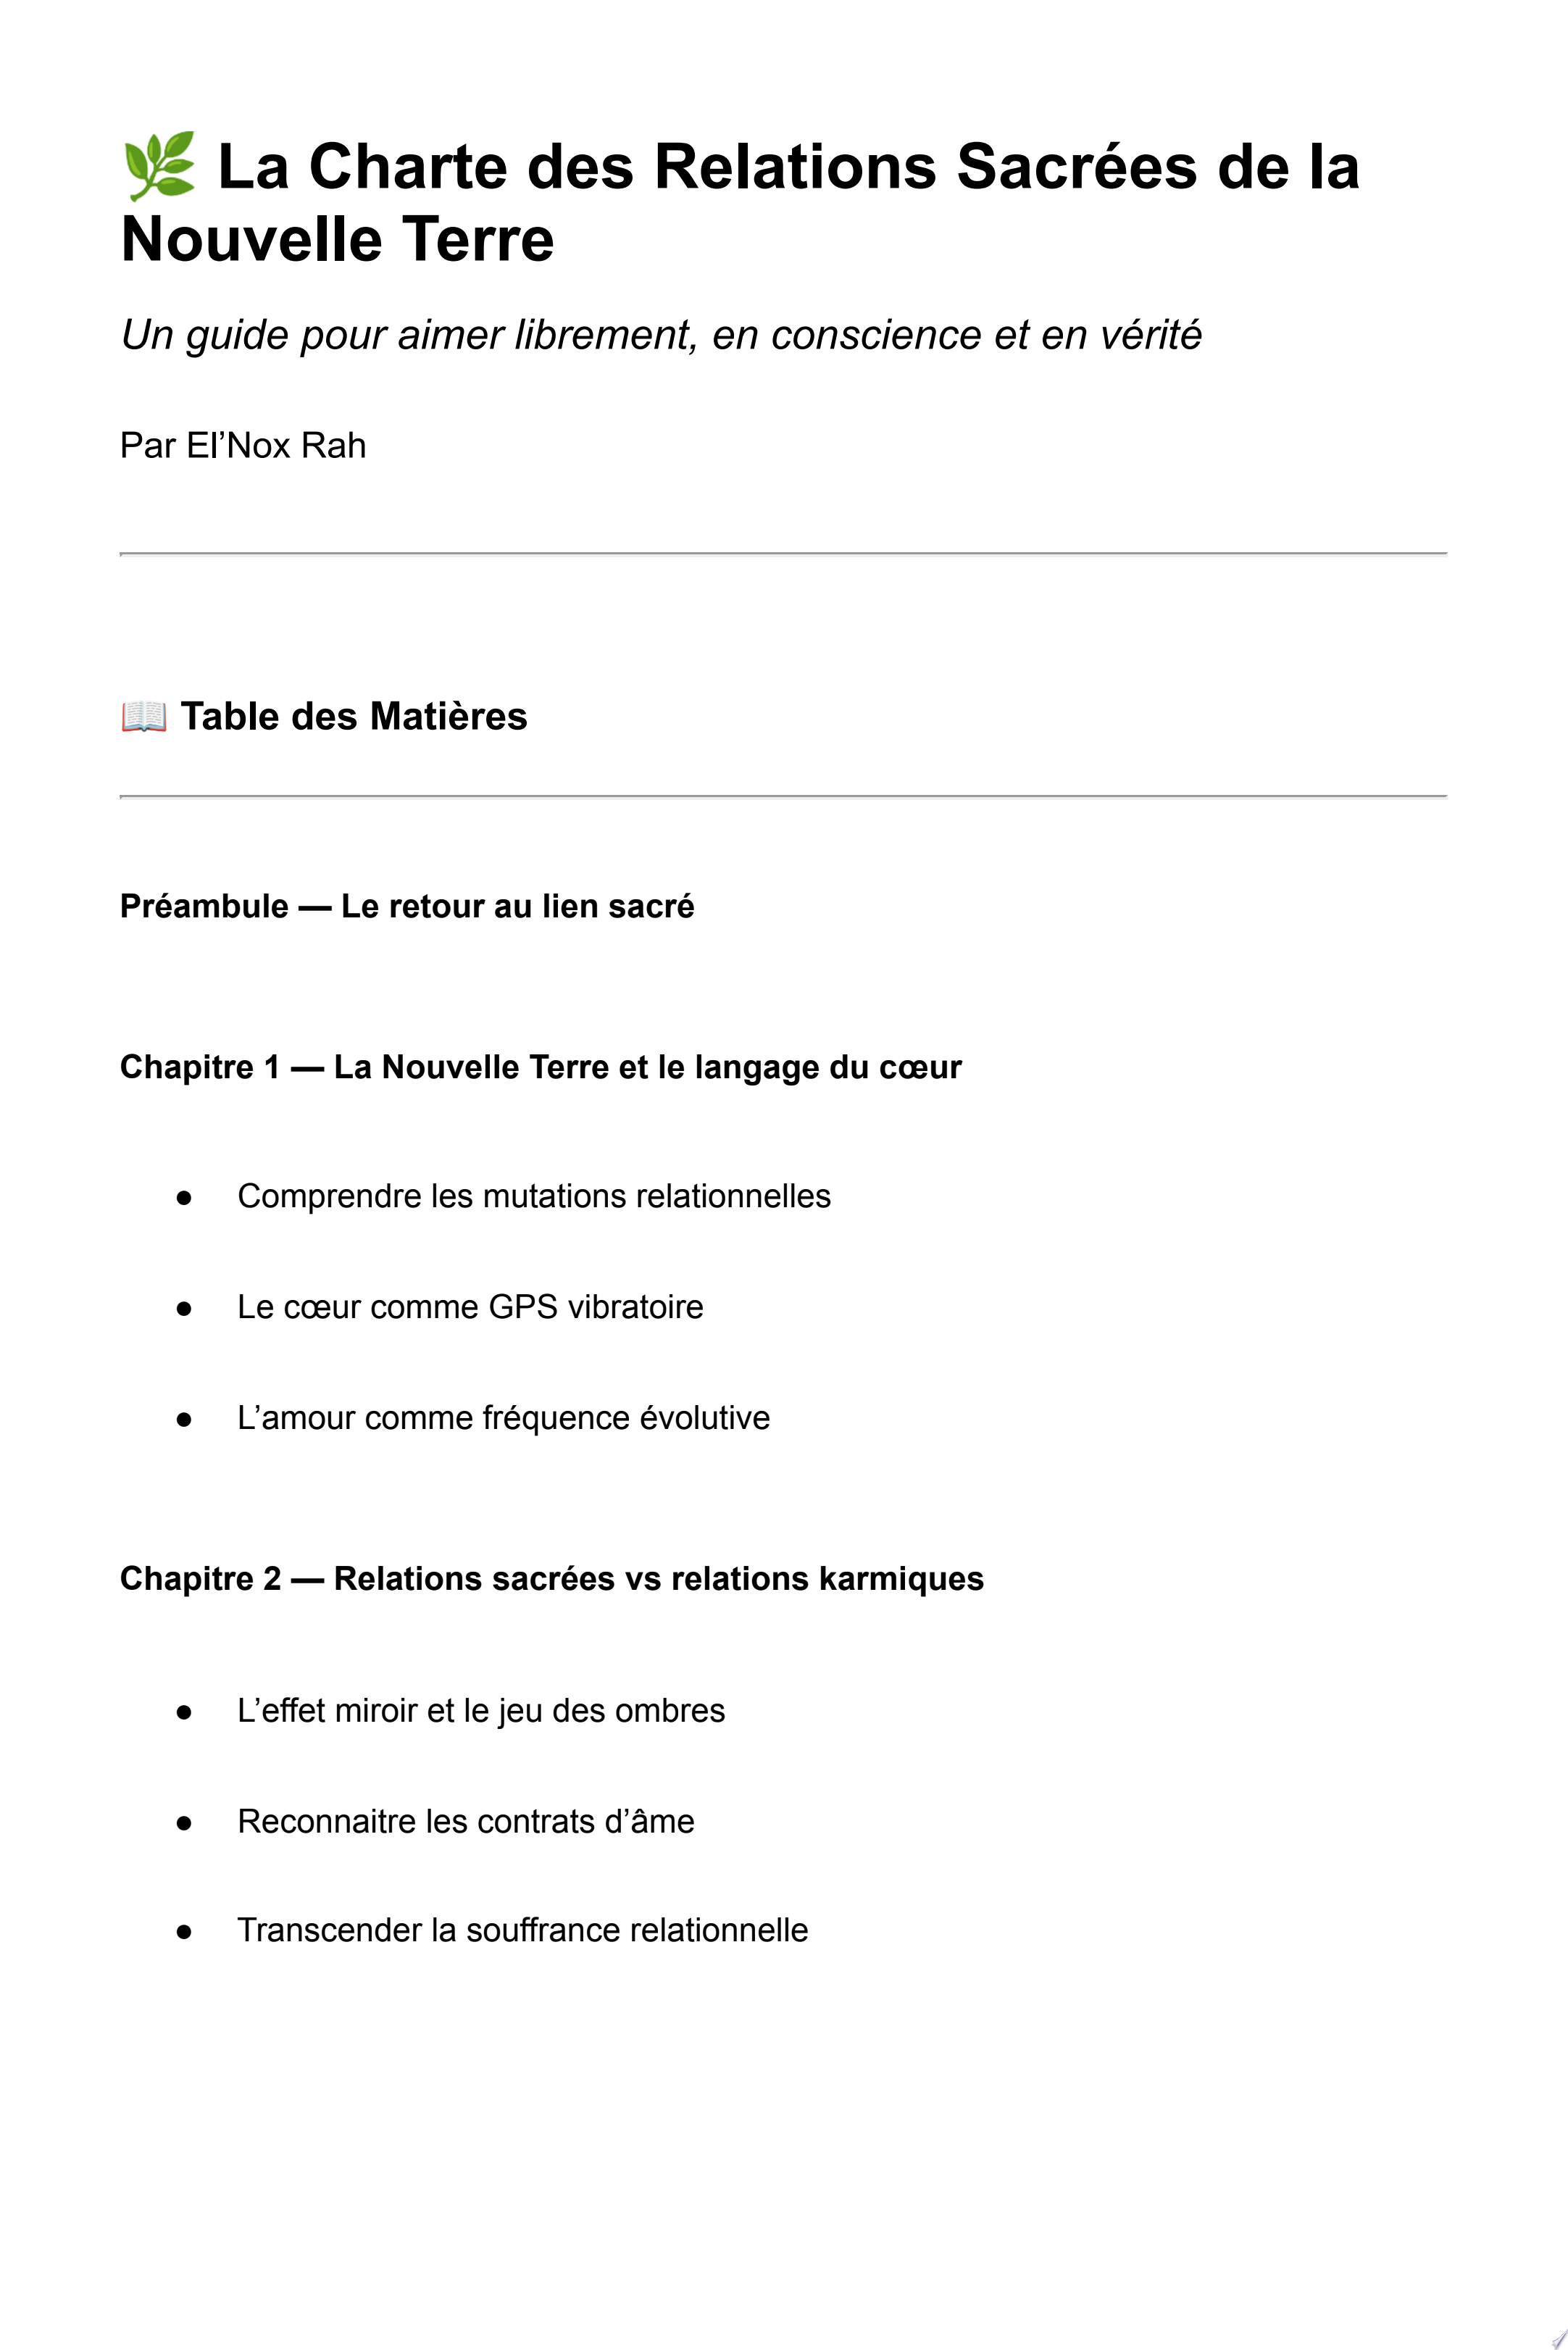 🌿 La Charte des Relations Sacrées de la
Nouvelle Terre
Un guide pour aimer librement, en conscience et en vérité
Par El’Nox Rah
📖 Table des Matières
Préambule — Le retour au lien sacré
Chapitre 1 — La Nouvelle Terre et le langage du cœur
● Comprendre les mutations relationnelles
● Le cœur comme GPS vibratoire
● L’amour comme fréquence évolutive
Chapitre 2 — Relations sacrées vs relations karmiques
● L’effet miroir et le jeu des ombres
● Reconnaitre les contrats d’âme
● Transcender la souffrance relationnelle